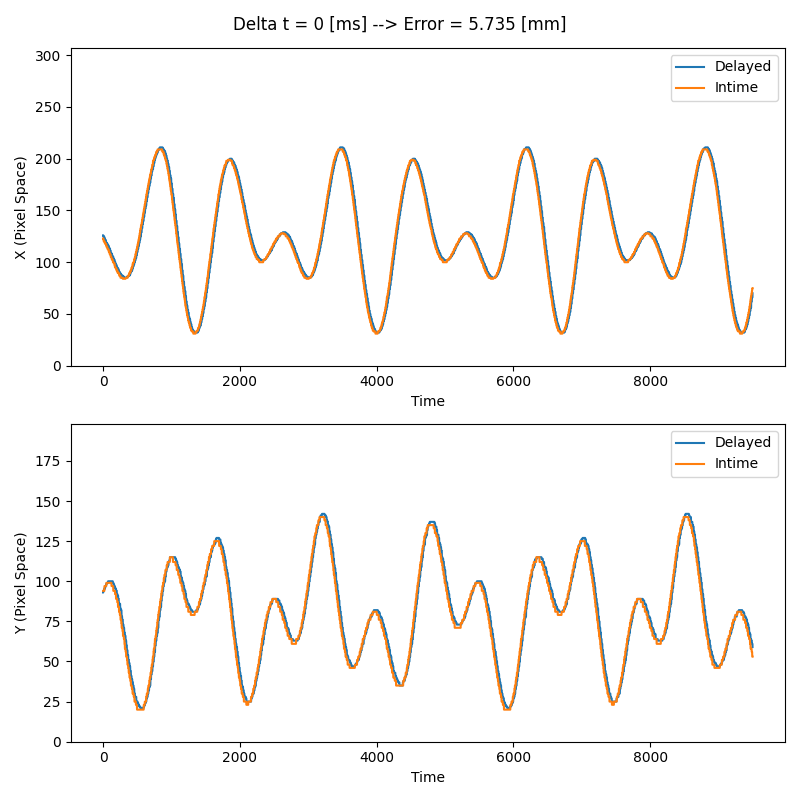 Delta t = 0 [ms] --> Error = 5.735 [mm]
300
250
200
150
100
50
0
X (Pixel Space)
Delayed
Intime
0 2000 4000 6000 8000
Time
175
150
125
100
75
50
25
0
Y (Pixel Space)
Delayed
Intime
0 2000 4000 6000 8000
Time